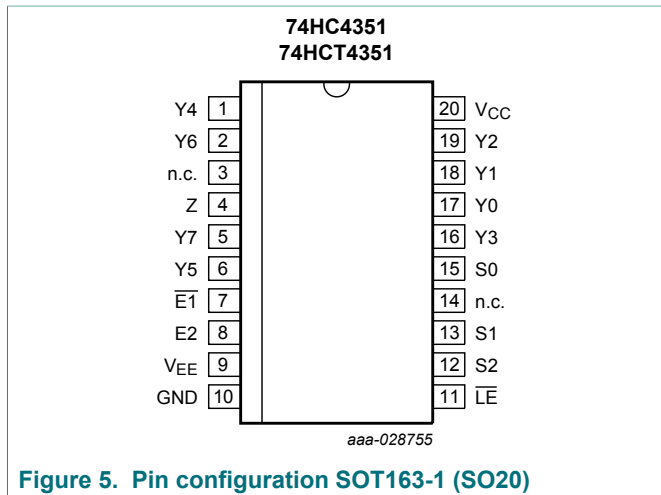 74HC4351
74HCT4351
Y4 1
Y6 2
n.c. 3
Z 4
Y7 5
Y5 6
E1 7
E2 8
VEE 9
GND 10
20 VCC
19 Y2
18 Y1
17 Y0
16 Y3
15 S0
14 n.c.
13 S1
12 S2
11 LE
aaa-028755
Figure 5. Pin configuration SOT163-1 (SO20)